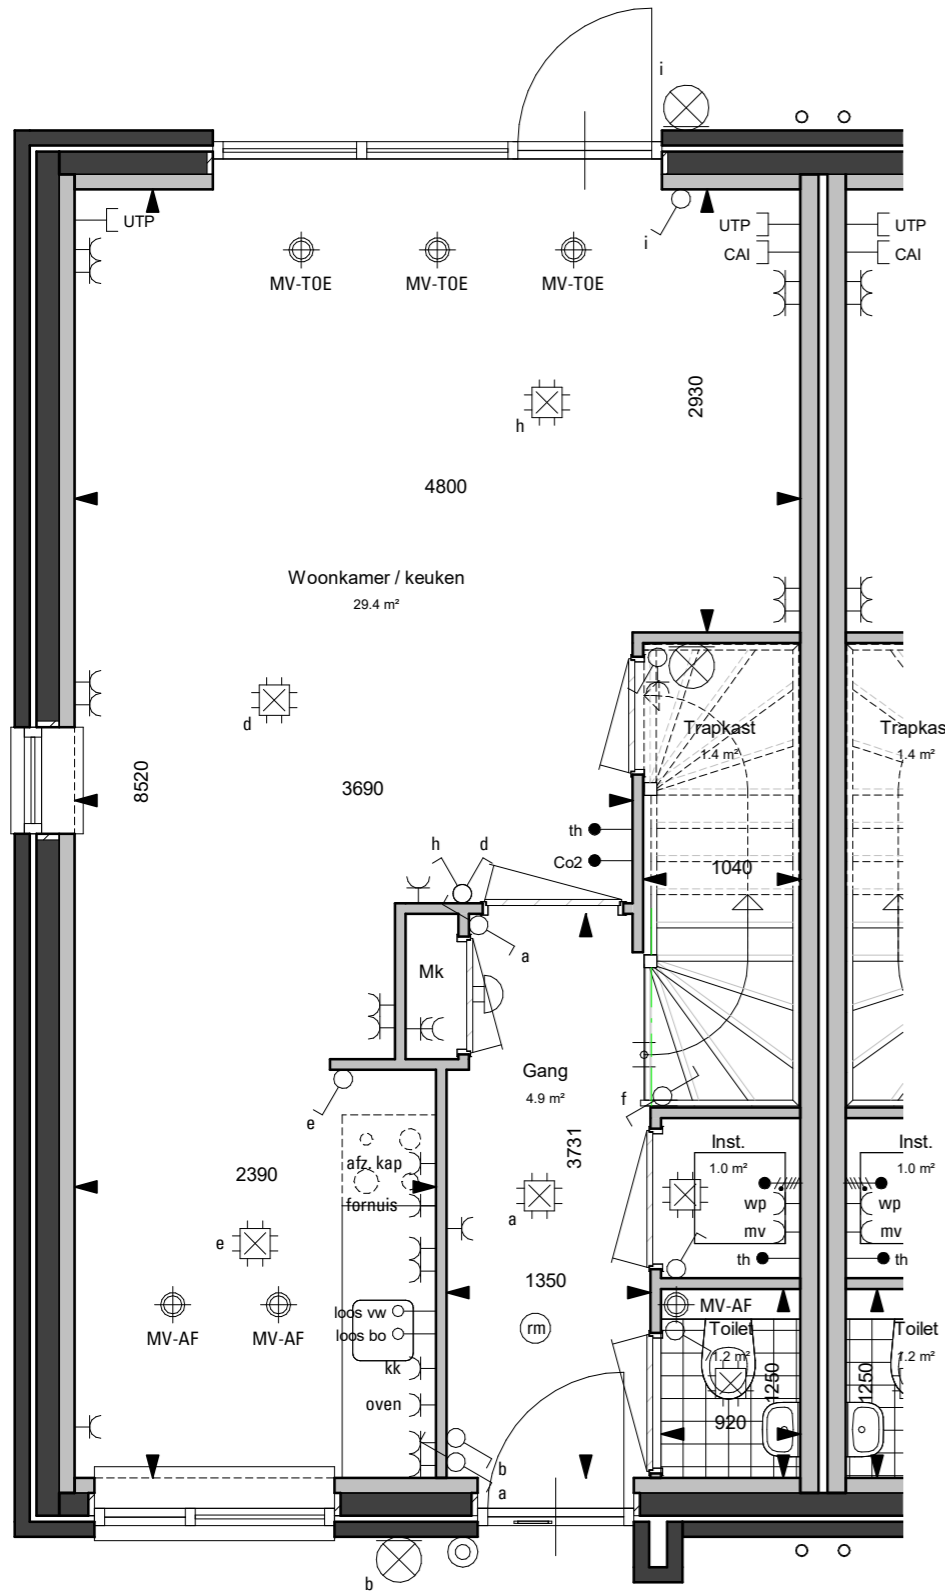 i
UTP
i
UTP
UTP
CAI
CAI
MV-TOE
MV-TOE
MV-TOE
2930
h
4800
Woonkamer / keuken
29.4 m²
d
Trapkast
Trapkas
1.4 m²
1.4 m²
8520
3690
th
h
d
Co2
1040
a
Mk
Gang
4.9 m²
f
e
3731
Inst.
Inst.
1.0 m²
1.0 m²
afz. kap
2390
fornuis
wp
wp
a
mv
mv
e
th
th
1350
MV-AF
MV-AF
MV-AF
loos vw
rm
Toilet
Toilet
loos bo
1.2 m²
1.2 m²
kk
1250
1250
oven
920
b
a
b